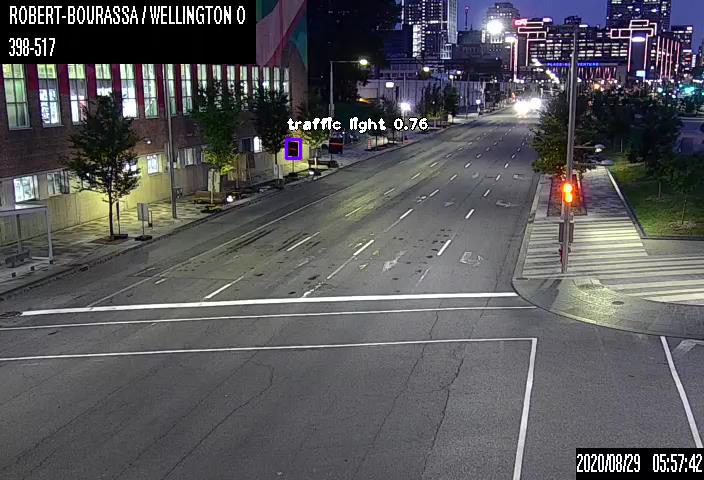 ROBERT-BOURASSA / WELLINGTON O
398-517
traffic light 0.76
2020/08/29 05:57:42